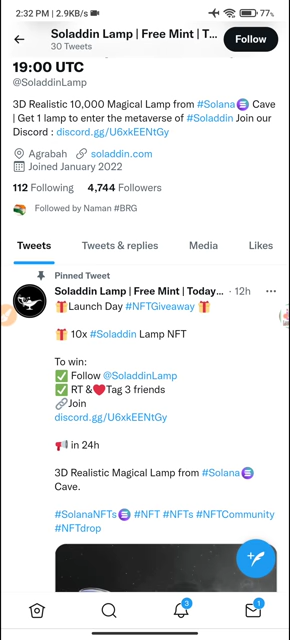 2:32 PM | 2.9KB/s 77%
Soladdin Lamp | Free Mint | T...
30 Tweets
Follow
19:00 UTC
@SoladdinLamp
3D Realistic 10,000 Magical Lamp from #Solana Cave
| Get 1 lamp to enter the metaverse of #Soladdin Join our
Discord : discord.gg/U6xkEENtGy
Agrabah soladdin.com
Joined January 2022
112 Following 4,744 Followers
Followed by Naman #BRG
Tweets Tweets & replies Media Likes
Pinned Tweet
Soladdin Lamp | Free Mint | Today... · 12h
🎁Launch Day #NFTGiveaway 🎁
🎁 10x #Soladdin Lamp NFT
To win:
✅ Follow @SoladdinLamp
✅ RT &❤️Tag 3 friends
🔗Join
discord.gg/U6xkEENtGy
📢 in 24h
3D Realistic Magical Lamp from #Solana
Cave.
#SolanaNFTs #NFT #NFTs #NFTCommunity
#NFTdrop
3
1